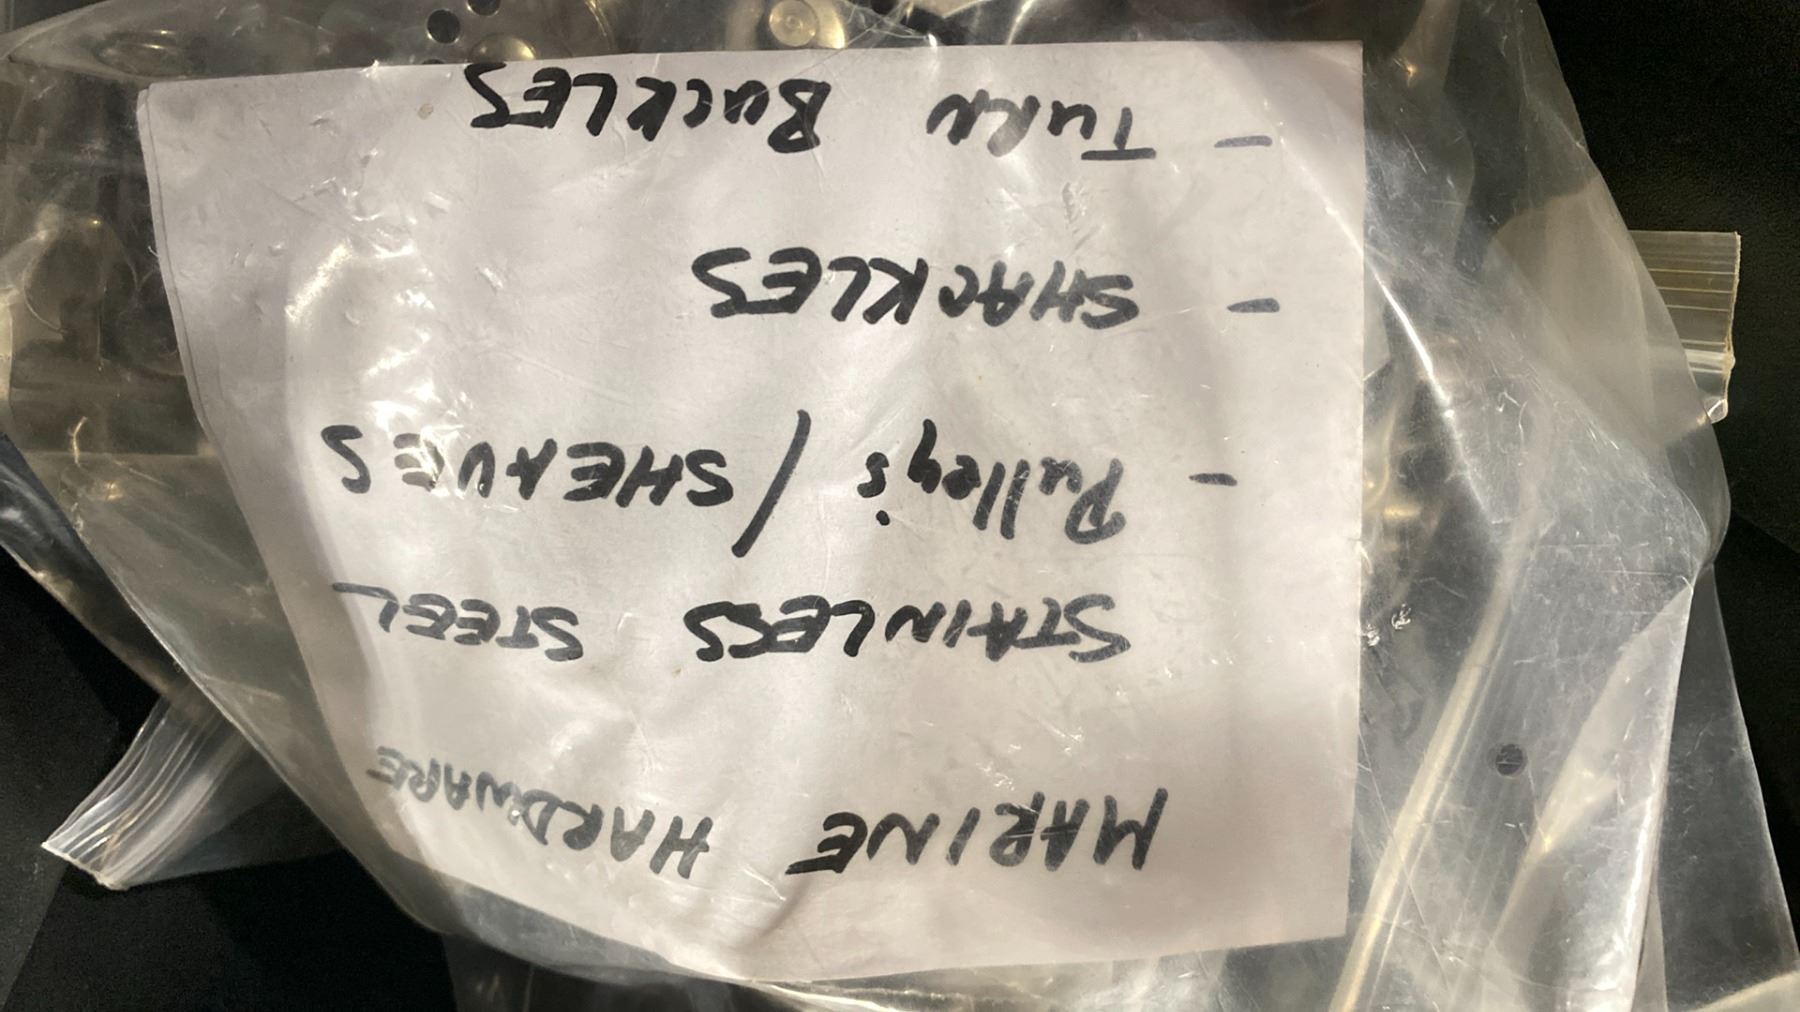 MARINE HARDWARE
STAINLESS STEEL
- Pulley's / SHEAVES
- SHACKLES
- TURN BUCKLES